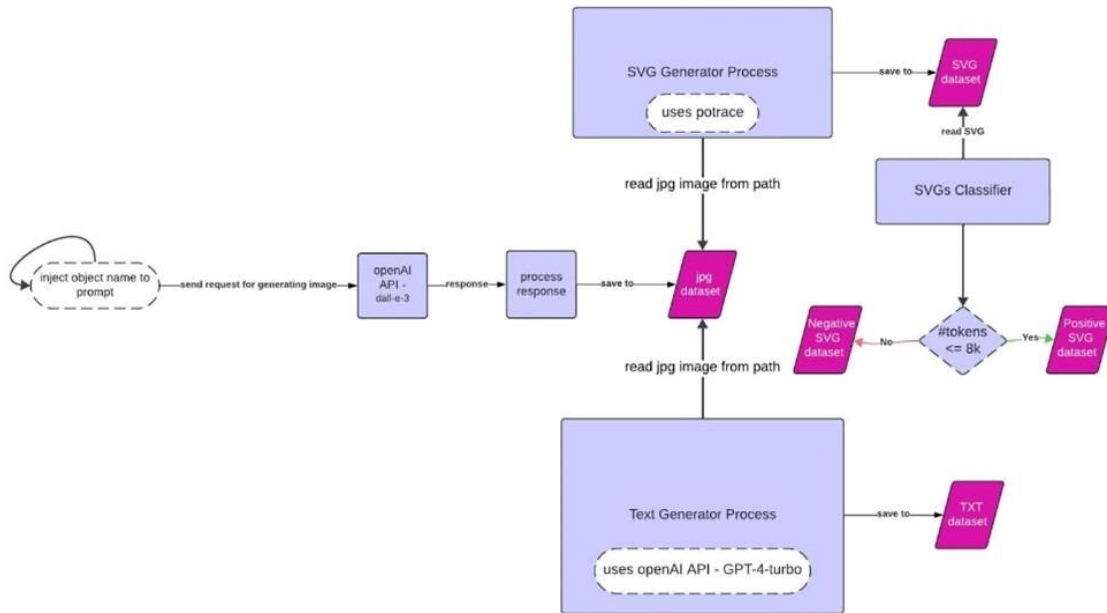 SVG Generator Process
uses potrace
save to
SVG
dataset
read SVG
SVGs Classifier
read jpg image from path
inject object name to
prompt
send request for generating image
openAI
API -
dall-e-3
response
process
response
save to
jpg
dataset
#tokens
<= 8k
No
Negative
SVG
dataset
Yes
Positive
SVG
dataset
read jpg image from path
Text Generator Process
uses openAI API - GPT-4-turbo
save to
TXT
dataset